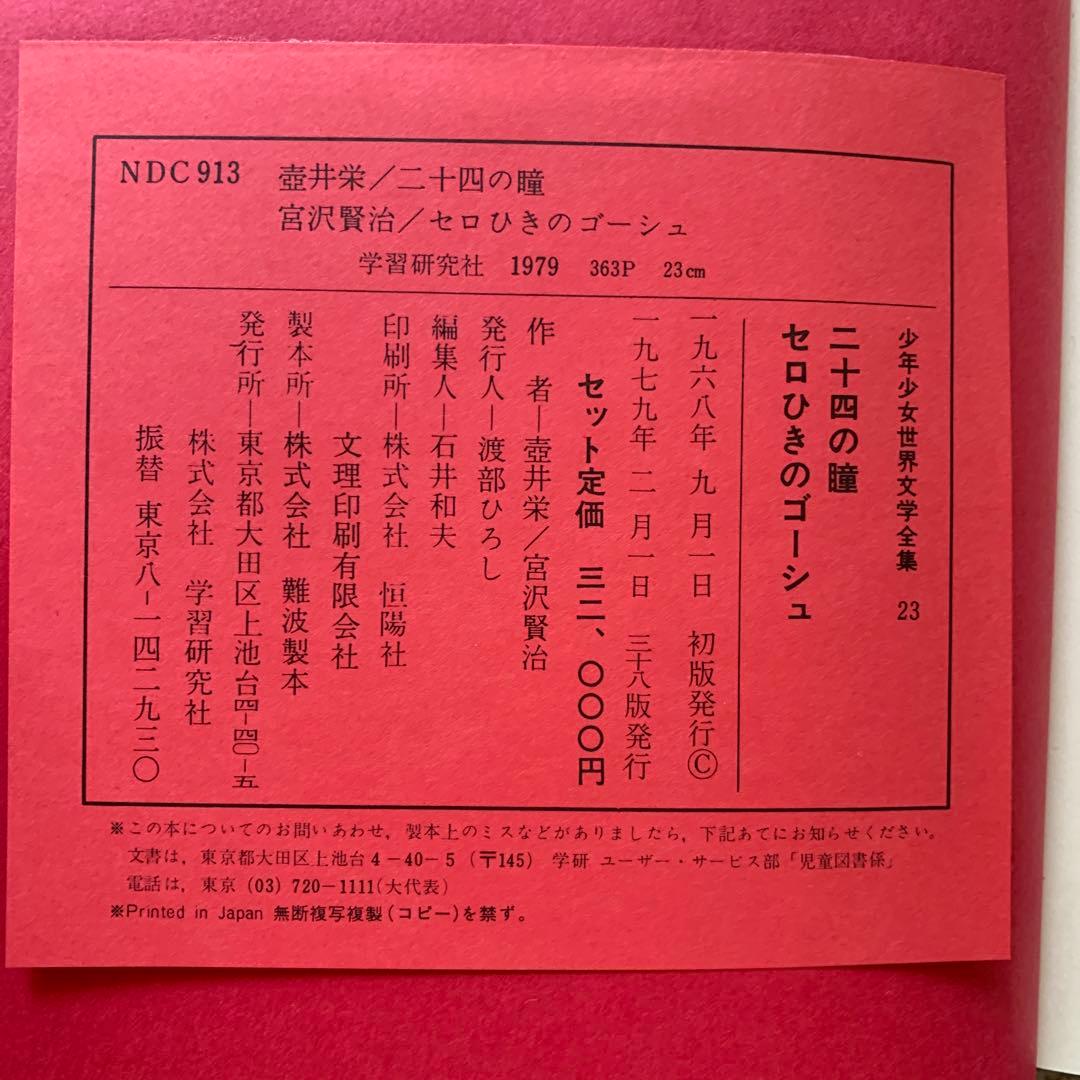 NDC 913 壺井栄／二十四の瞳
宮沢賢治／セロひきのゴーシュ
学習研究社 1979 363P 23cm
少年少女世界文学全集 23
二十四の瞳
セロひきのゴーシュ
一九六八年 九 月一日 初版発行©
一九七九年 二 月一日 三十八版発行
セット定価 三二、〇〇〇円
作 者―壺井栄／宮沢賢治
発行人―渡部ひろし
編集人―石井和夫
印刷所―株式会社 恒陽社
文理印刷有限会社
製本所―株式会社 難波製本
発行所―東京都大田区上池台四-四〇-五
株式会社 学習研究社
振替 東京八-一四二九三〇
※この本についてのお問いあわせ，製本上のミスなどがありましたら，下記あてにお知らせください。
文書は，東京都大田区上池台4-40-5（〒145） 学研 ユーザー・サービス部「児童図書係」
電話は，東京（03）720-1111（大代表）
※Printed in Japan 無断複写複製（コピー）を禁ず。